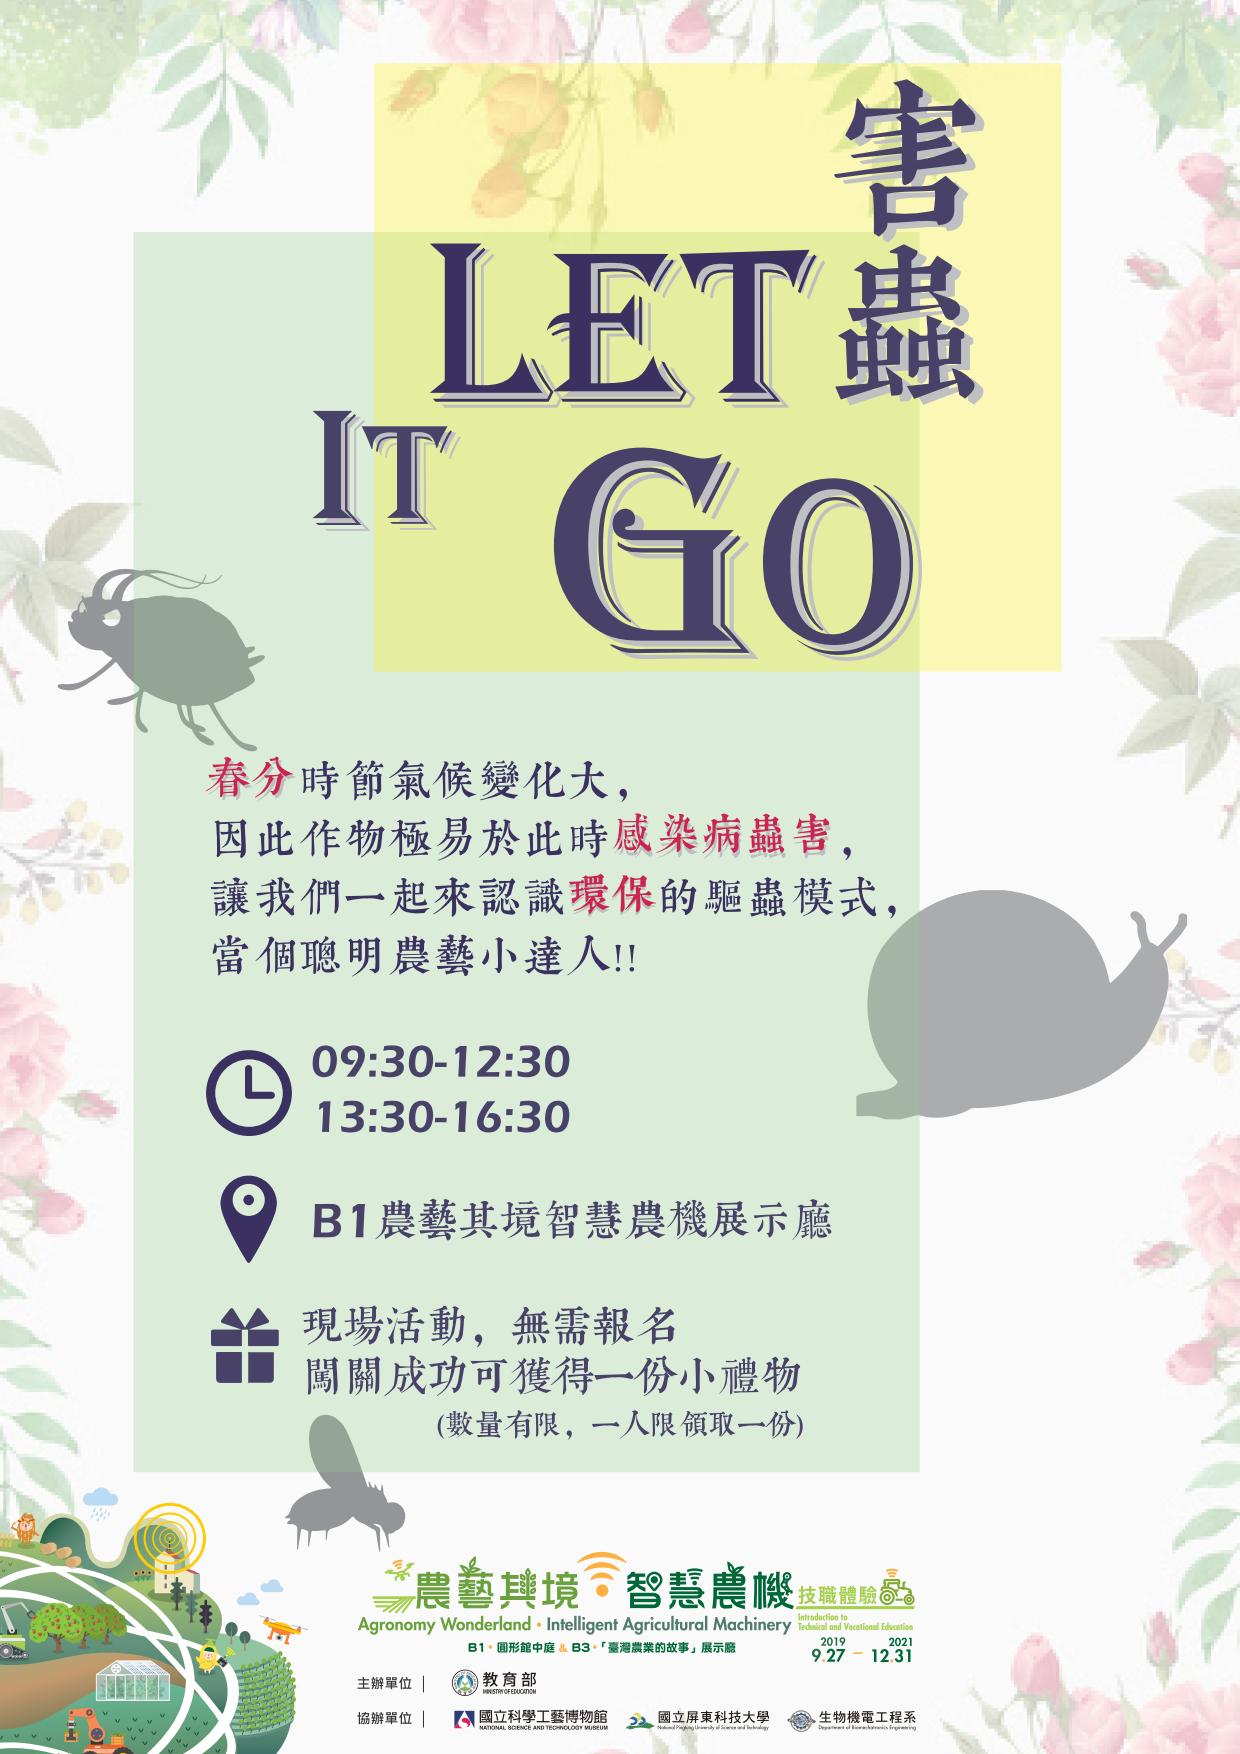 害蟲
LET
IT
GO
春分時節氣候變化大，
因此作物極易於此時感染病蟲害，
讓我們一起來認識環保的驅蟲模式，
當個聰明農藝小達人!!
09:30-12:30
13:30-16:30
B1農藝其境智慧農機展示廳
現場活動，無需報名
闖關成功可獲得一份小禮物
(數量有限，一人限領取一份)
農藝其境 智慧農機 技職體驗
Agronomy Wonderland・Intelligent Agricultural Machinery
Introduction to
Technical and Vocational Education
B1・圓形館中庭 & B3・「臺灣農業的故事」展示廳
2019 2021
9.27 – 12.31
主辦單位｜ 教育部
MINISTRY OF EDUCATION
協辦單位｜ 國立科學工藝博物館 國立屏東科技大學 生物機電工程系
NATIONAL SCIENCE AND TECHNOLOGY MUSEUM National Pingtung University of Science and Technology Department of Biomechatronics Engineering